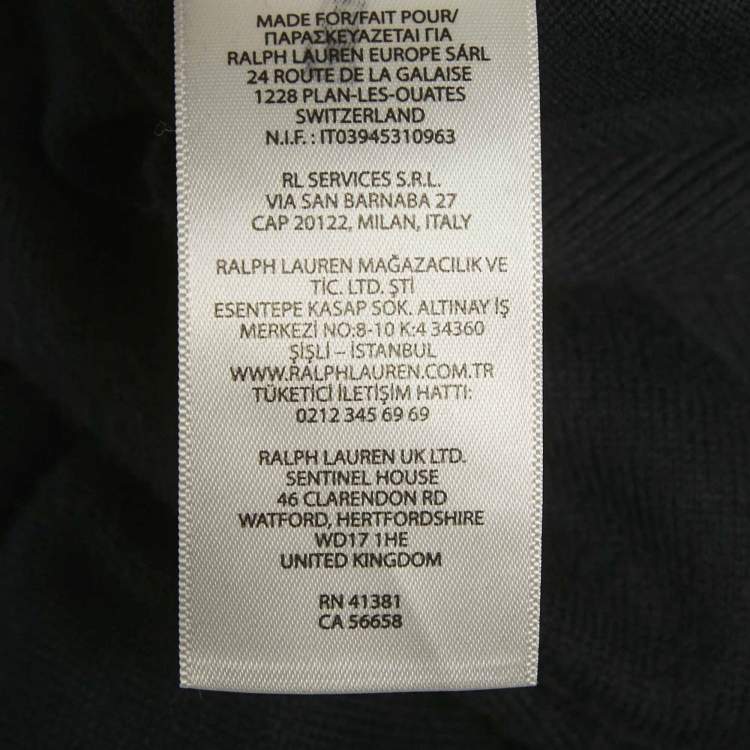 MADE FOR/FAIT POUR/
ΠΑΡΑΣΚΕΥΑΖΕΤΑΙ ΓΙΑ
RALPH LAUREN EUROPE SÁRL
24 ROUTE DE LA GALAISE
1228 PLAN-LES-OUATES
SWITZERLAND
N.I.F. : IT03945310963
RL SERVICES S.R.L.
VIA SAN BARNABA 27
CAP 20122, MILAN, ITALY
RALPH LAUREN MAĞAZACILIK VE
TİC. LTD. ŞTİ
ESENTEPE KASAP SOK. ALTINAY İŞ
MERKEZİ NO:8-10 K:4 34360
ŞİŞLİ – İSTANBUL
WWW.RALPHLAUREN.COM.TR
TÜKETİCİ İLETİŞİM HATTI:
0212 345 69 69
RALPH LAUREN UK LTD.
SENTINEL HOUSE
46 CLARENDON RD
WATFORD, HERTFORDSHIRE
WD17 1HE
UNITED KINGDOM
RN 41381
CA 56658